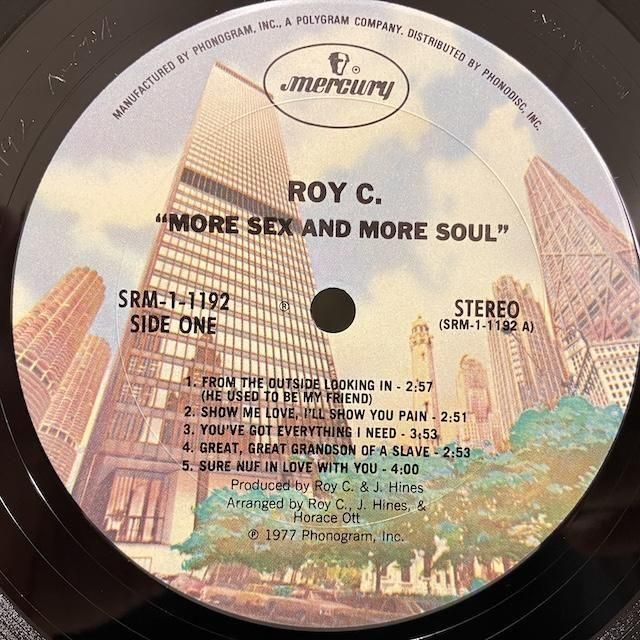 MANUFACTURED BY PHONOGRAM, INC., A POLYGRAM COMPANY. DISTRIBUTED BY PHONODISC, INC.
mercury
ROY C.
“MORE SEX AND MORE SOUL”
SRM-1-1192
SIDE ONE
®
STEREO
(SRM-1-1192 A)
1. FROM THE OUTSIDE LOOKING IN - 2:57
(HE USED TO BE MY FRIEND)
2. SHOW ME LOVE, I'LL SHOW YOU PAIN - 2:51
3. YOU'VE GOT EVERYTHING I NEED - 3:53
4. GREAT, GREAT GRANDSON OF A SLAVE - 2:53
5. SURE NUF IN LOVE WITH YOU - 4:00
Produced by Roy C. & J. Hines
Arranged by Roy C., J. Hines, &
Horace Ott
℗ 1977 Phonogram, Inc.